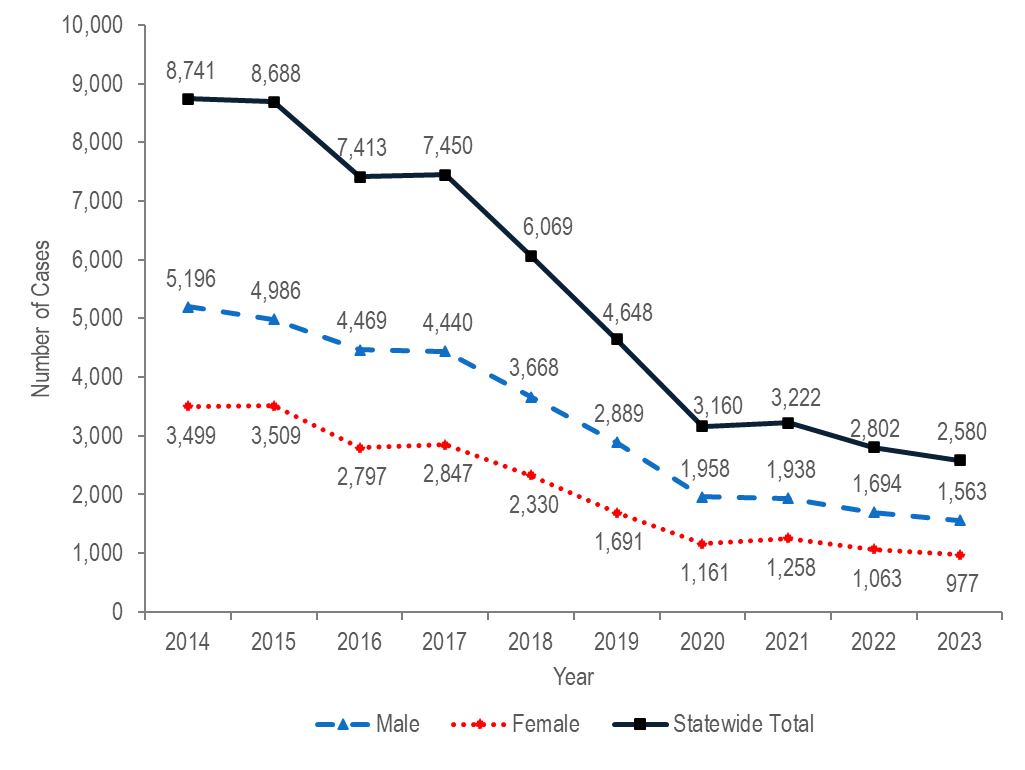 10,000
9,000
8,000
7,000
6,000
5,000
4,000
3,000
2,000
1,000
0
Number of Cases
8,741 8,688 7,413 7,450 6,069 4,648 3,160 3,222 2,802 2,580
5,196 4,986 4,469 4,440 3,668 2,889 1,958 1,938 1,694 1,563
3,499 3,509 2,797 2,847 2,330 1,691 1,161 1,258 1,063 977
2014 2015 2016 2017 2018 2019 2020 2021 2022 2023
Year
Male Female Statewide Total